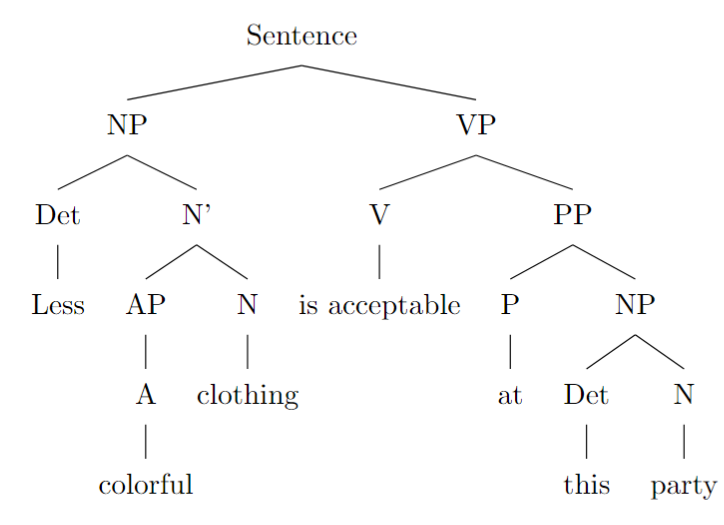 Sentence
NP VP
Det N’ V PP
Less AP N is acceptable P NP
A clothing at Det N
colorful this party